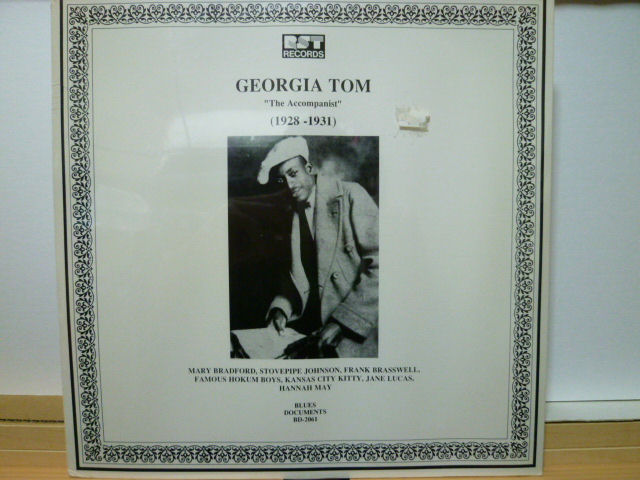 RST
RECORDS
GEORGIA TOM
"The Accompanist"
(1928 -1931)
MARY BRADFORD, STOVEPIPE JOHNSON, FRANK BRASSWELL,
FAMOUS HOKUM BOYS, KANSAS CITY KITTY, JANE LUCAS,
HANNAH MAY
BLUES
DOCUMENTS
BD-2061